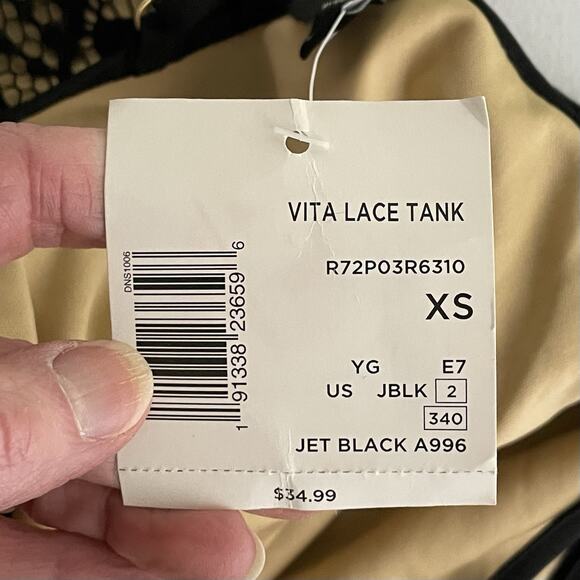 VITA LACE TANK
R72P03R6310
XS
YG E7
US JBLK 2
340
JET BLACK A996
$34.99
DNS1006
1 91338 23659 6